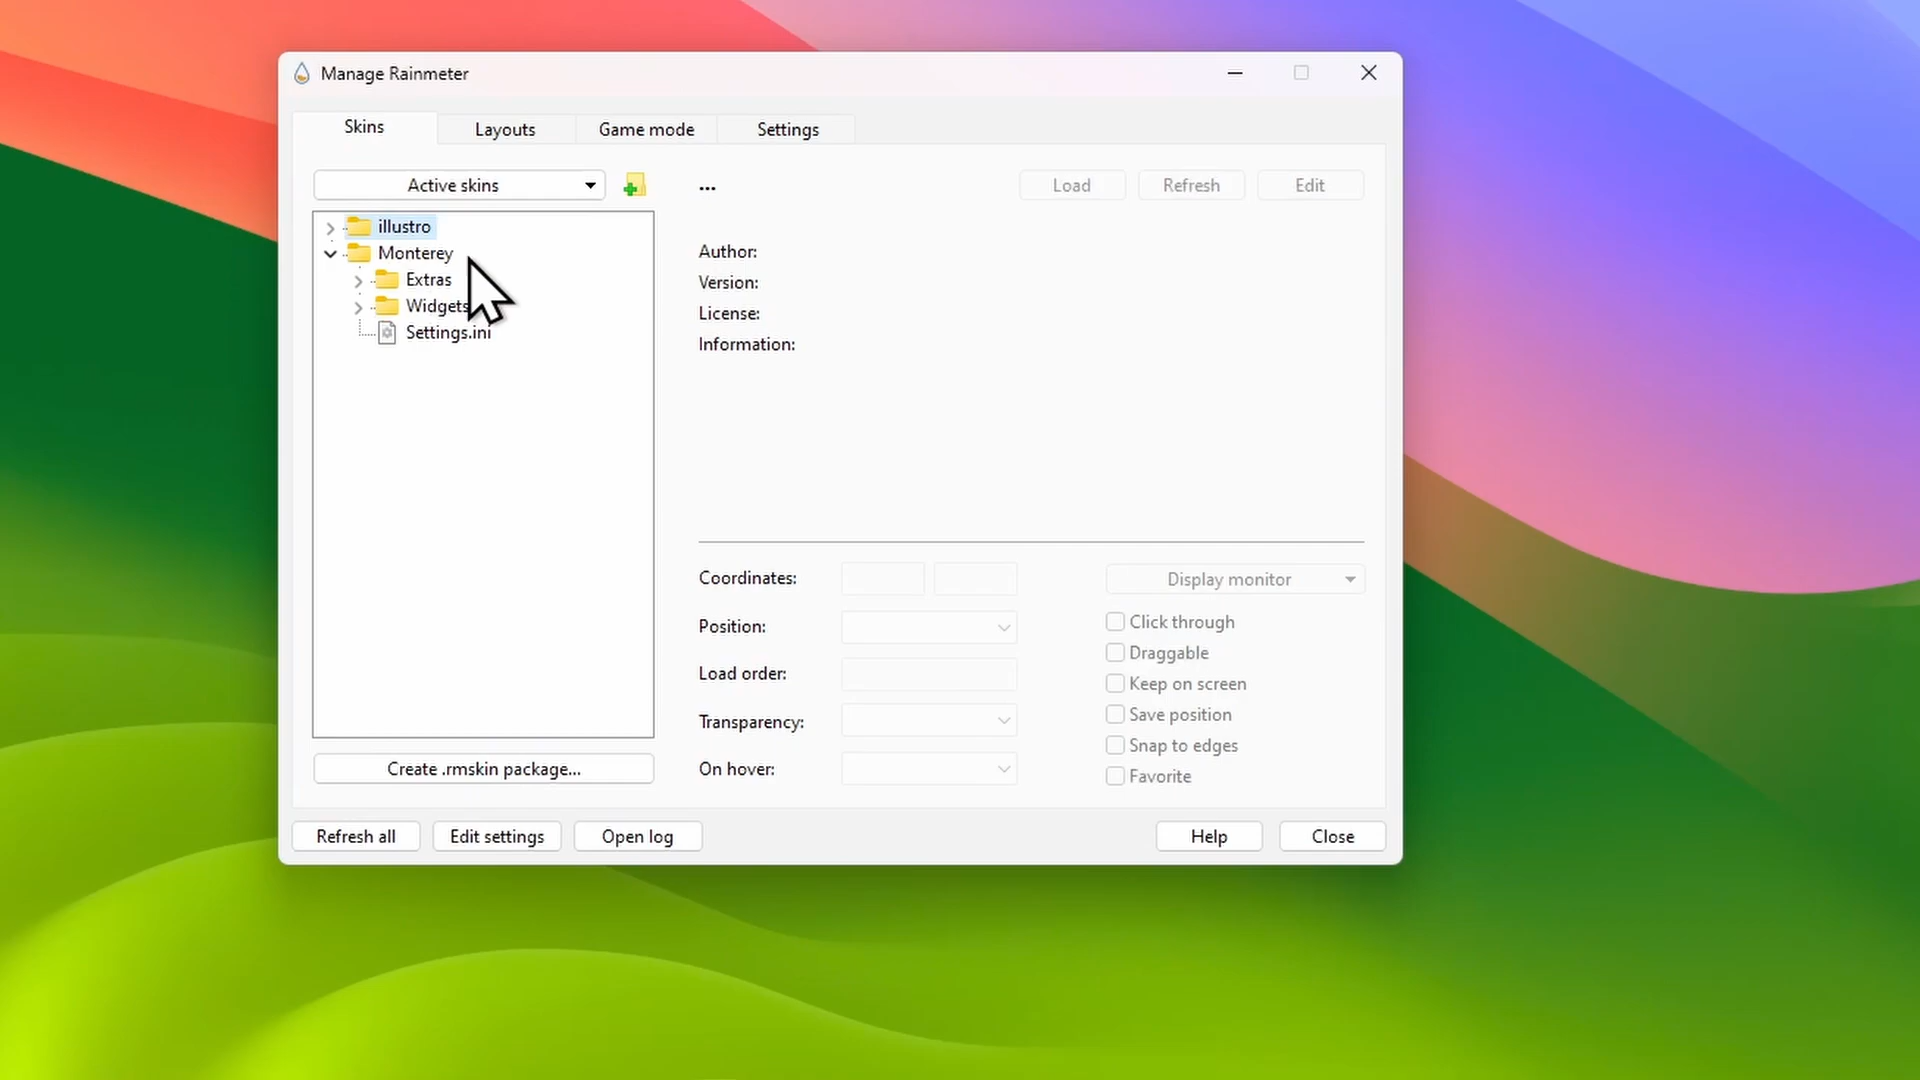 Manage Rainmeter
Skins
Layouts
Game mode
Settings
Active skins
...
Load
Refresh
Edit
illustro
Monterey
Extras
Widgets
Settings.ini
Author:
Version:
License:
Information:
Coordinates:
Display monitor
Position:
Click through
Draggable
Load order:
Keep on screen
Transparency:
Save position
Snap to edges
On hover:
Favorite
Create .rmskin package...
Refresh all
Edit settings
Open log
Help
Close